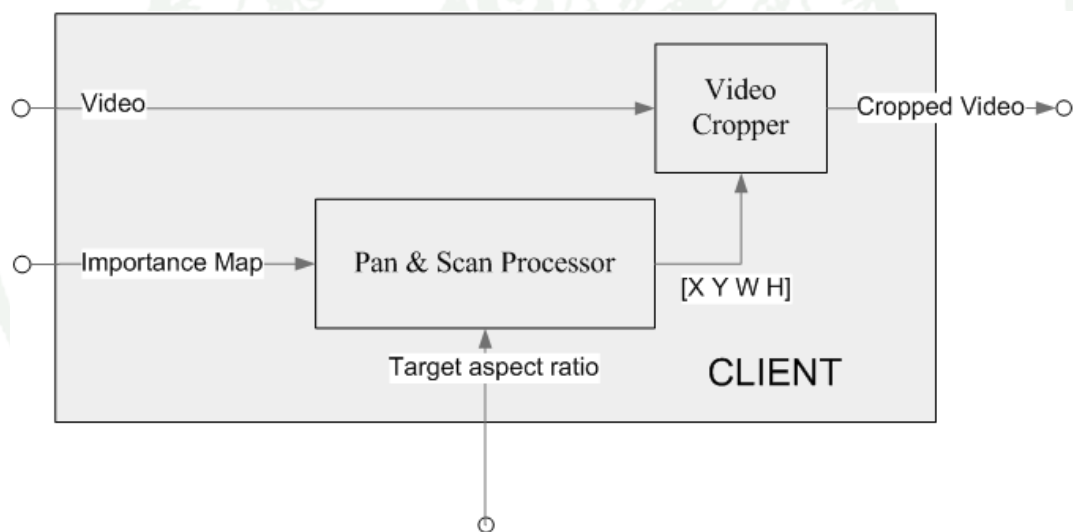 Video
Video
Cropper
Cropped Video
Importance Map
Pan & Scan Processor
[X Y W H]
Target aspect ratio
CLIENT